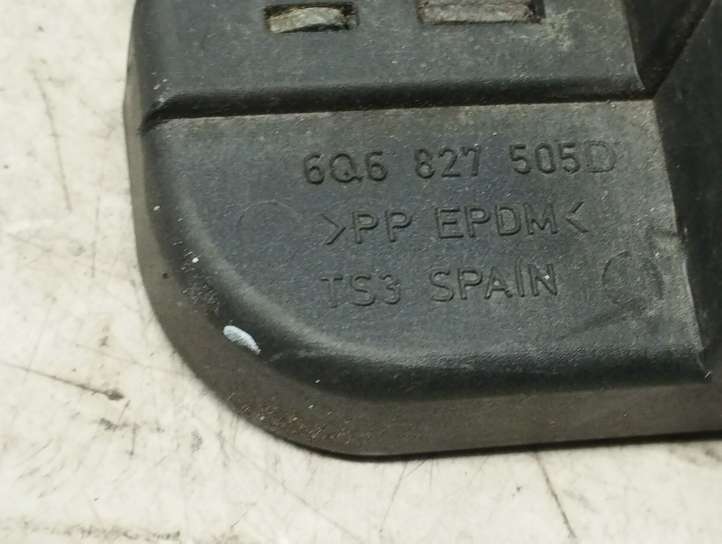 6Q6 827 505D
>PP EPDM<
TS3 SPAIN